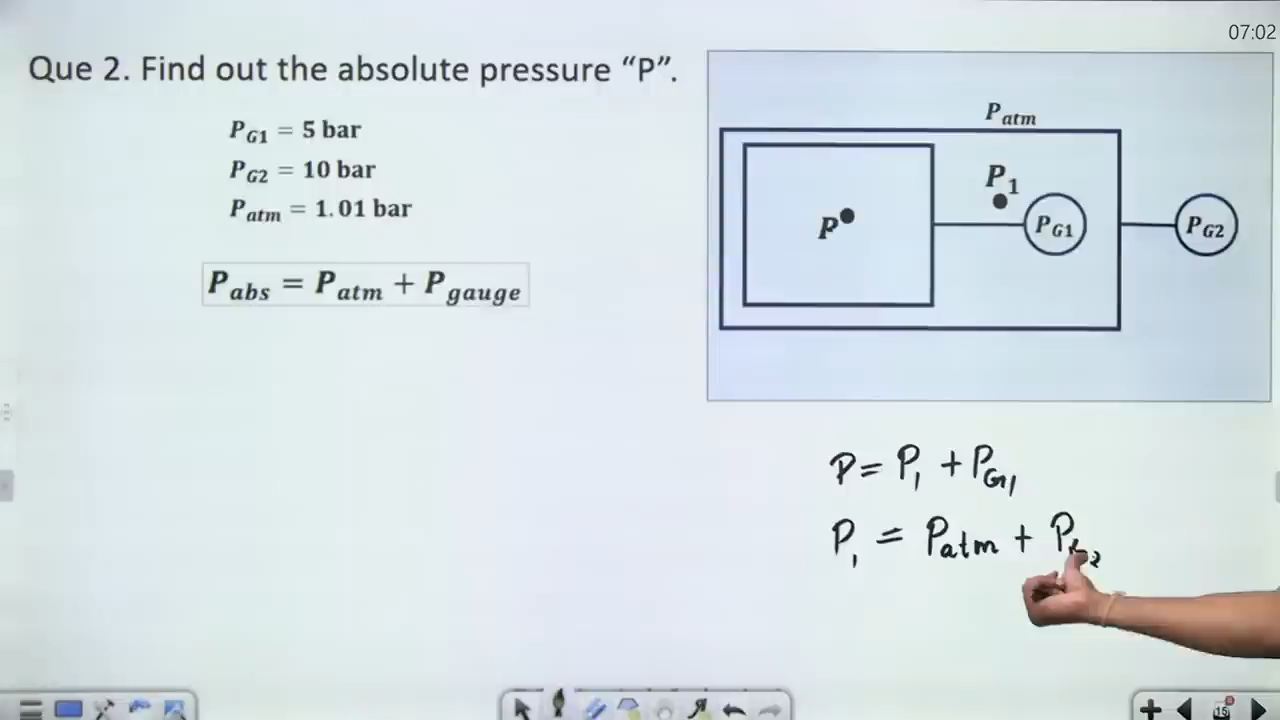 07:02
Que 2. Find out the absolute pressure “P”.
P_G1 = 5 bar
P_G2 = 10 bar
P_atm = 1.01 bar
P_abs = P_atm + P_gauge
P_atm
P_1
P
P_G1
P_G2
P = P_1 + P_G1
P_1 = P_atm + P_G2
15